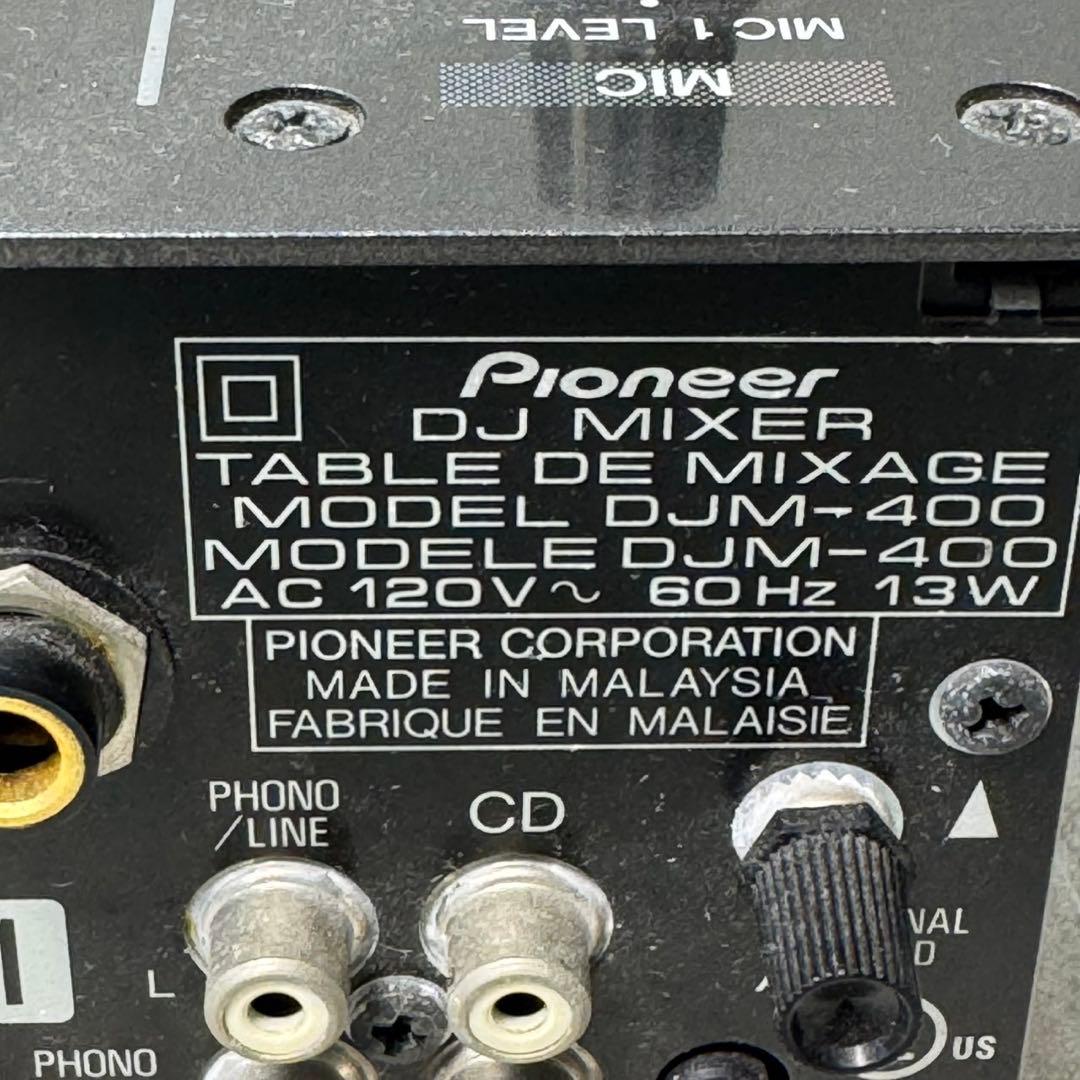 MIC 1 LEVEL
MIC
Pioneer
DJ MIXER
TABLE DE MIXAGE
MODEL DJM-400
MODELE DJM-400
AC 120V~ 60Hz 13W
PIONEER CORPORATION
MADE IN MALAYSIA
FABRIQUE EN MALAISIE
PHONO
/LINE
CD
L
US
PHONO